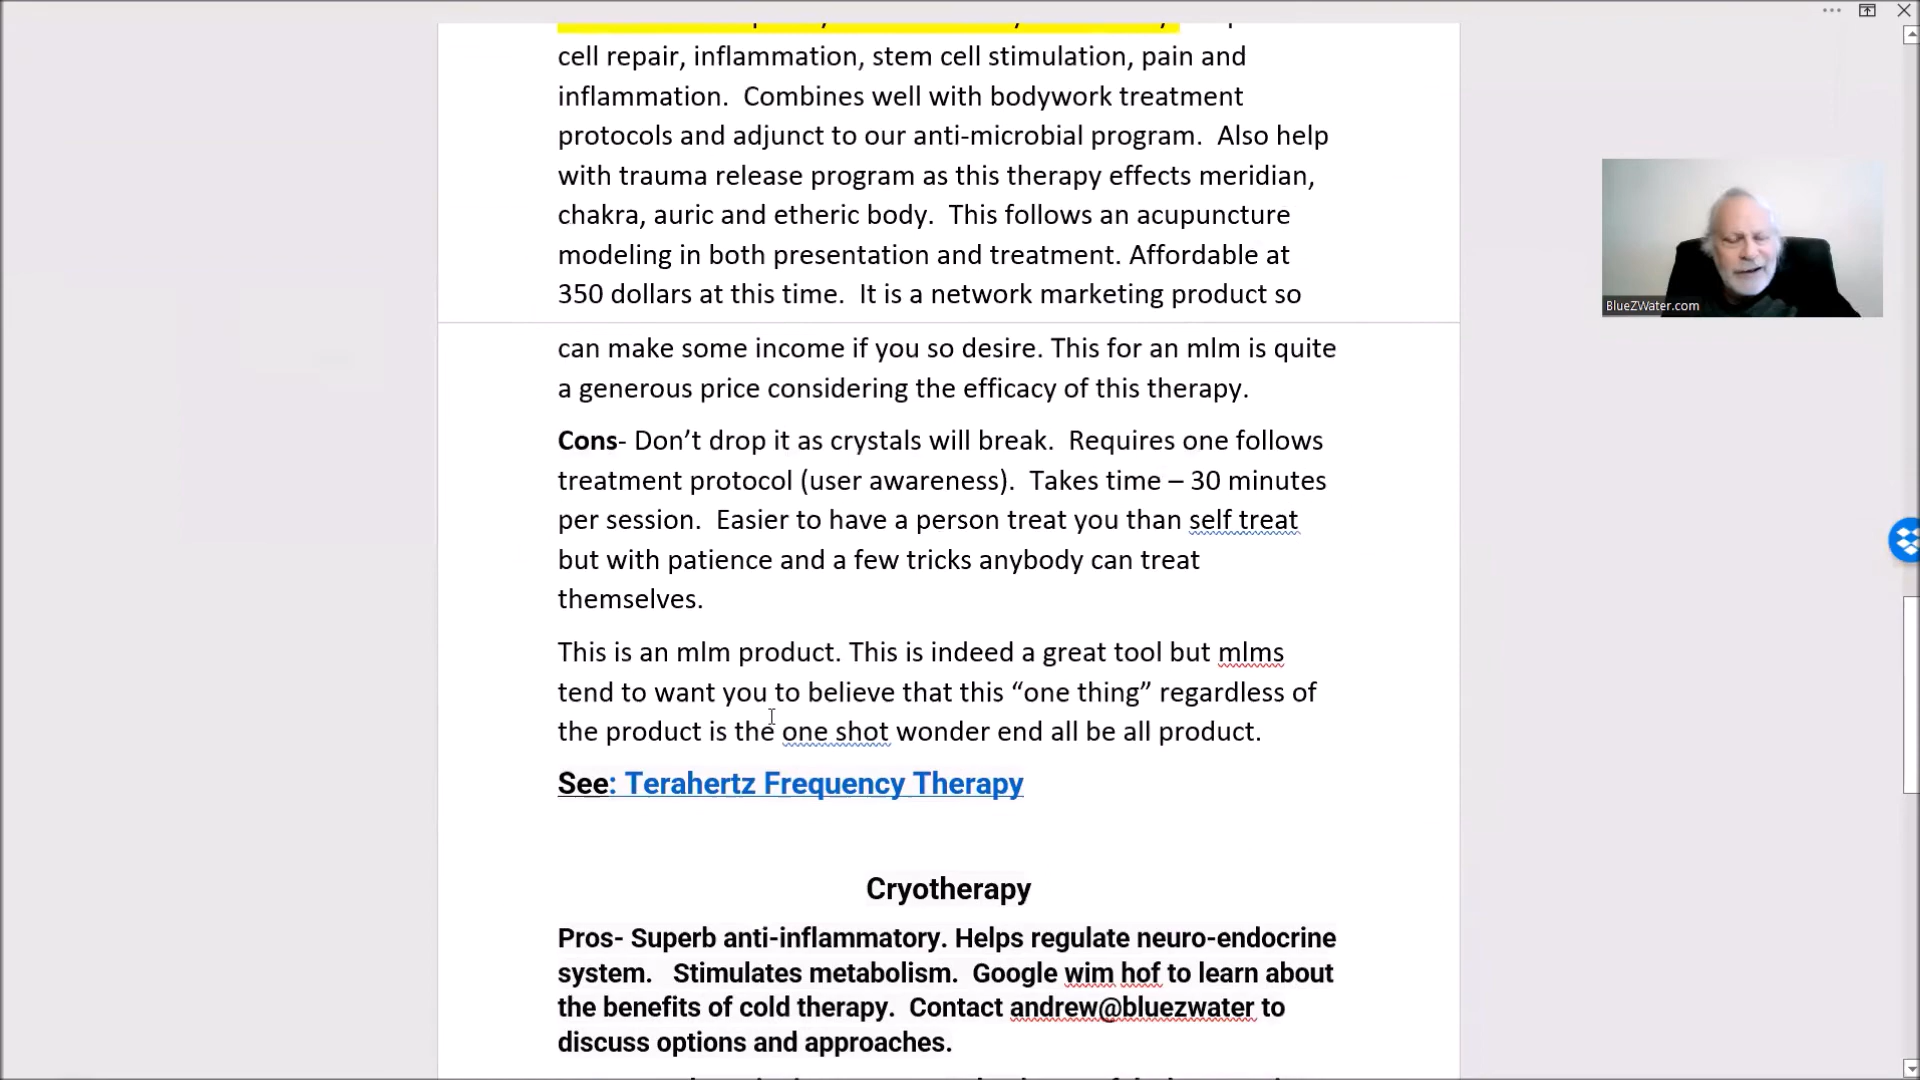 cell repair, inflammation, stem cell stimulation, pain and
inflammation.  Combines well with bodywork treatment
protocols and adjunct to our anti-microbial program.  Also help
with trauma release program as this therapy effects meridian,
chakra, auric and etheric body.  This follows an acupuncture
modeling in both presentation and treatment. Affordable at
350 dollars at this time.  It is a network marketing product so
BlueZWater.com
can make some income if you so desire. This for an mlm is quite
a generous price considering the efficacy of this therapy.
Cons- Don’t drop it as crystals will break.  Requires one follows
treatment protocol (user awareness).  Takes time – 30 minutes
per session.  Easier to have a person treat you than self treat
but with patience and a few tricks anybody can treat
themselves.
This is an mlm product. This is indeed a great tool but mlms
tend to want you to believe that this “one thing” regardless of
the product is the one shot wonder end all be all product.
See: Terahertz Frequency Therapy
Cryotherapy
Pros- Superb anti-inflammatory. Helps regulate neuro-endocrine
system.   Stimulates metabolism.  Google wim hof to learn about
the benefits of cold therapy.  Contact andrew@bluezwater to
discuss options and approaches.